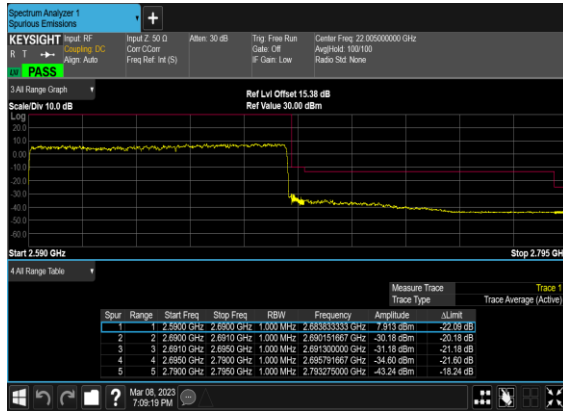 Spectrum Analyzer 1
Spurious Emissions
KEYSIGHT Input: RF Input Z: 50 Ω Atten: 30 dB Trig: Free Run Center Freq: 22.005000000 GHz
R T Coupling: DC Corr CCorr Gate: Off Avg|Hold: 100/100
Align: Auto Freq Ref: Int (S) IF Gain: Low Radio Std: None
PASS
3 All Range Graph
Ref Lvl Offset 15.38 dB
Scale/Div 10.0 dB Ref Value 30.00 dBm
Log
20.0
10.0
0.00
-10.0
-20.0
-30.0
-40.0
-50.0
-60.0
Start 2.590 GHz Stop 2.795 GH
4 All Range Table
Measure Trace Trace 1
Trace Type Trace Average (Active)
Spur Range Start Freq Stop Freq RBW Frequency Amplitude ΔLimit
1 1 2.5900 GHz 2.6900 GHz 1.000 MHz 2.683833333 GHz 7.913 dBm -22.09 dB
2 2 2.6900 GHz 2.6910 GHz 1.000 MHz 2.690151667 GHz -30.18 dBm -20.18 dB
3 3 2.6910 GHz 2.6950 GHz 1.000 MHz 2.691300000 GHz -31.18 dBm -21.18 dB
4 4 2.6950 GHz 2.7900 GHz 1.000 MHz 2.695791667 GHz -34.60 dBm -21.60 dB
5 5 2.7900 GHz 2.7950 GHz 1.000 MHz 2.793275000 GHz -43.24 dBm -18.24 dB
Mar 08, 2023
7:09:19 PM